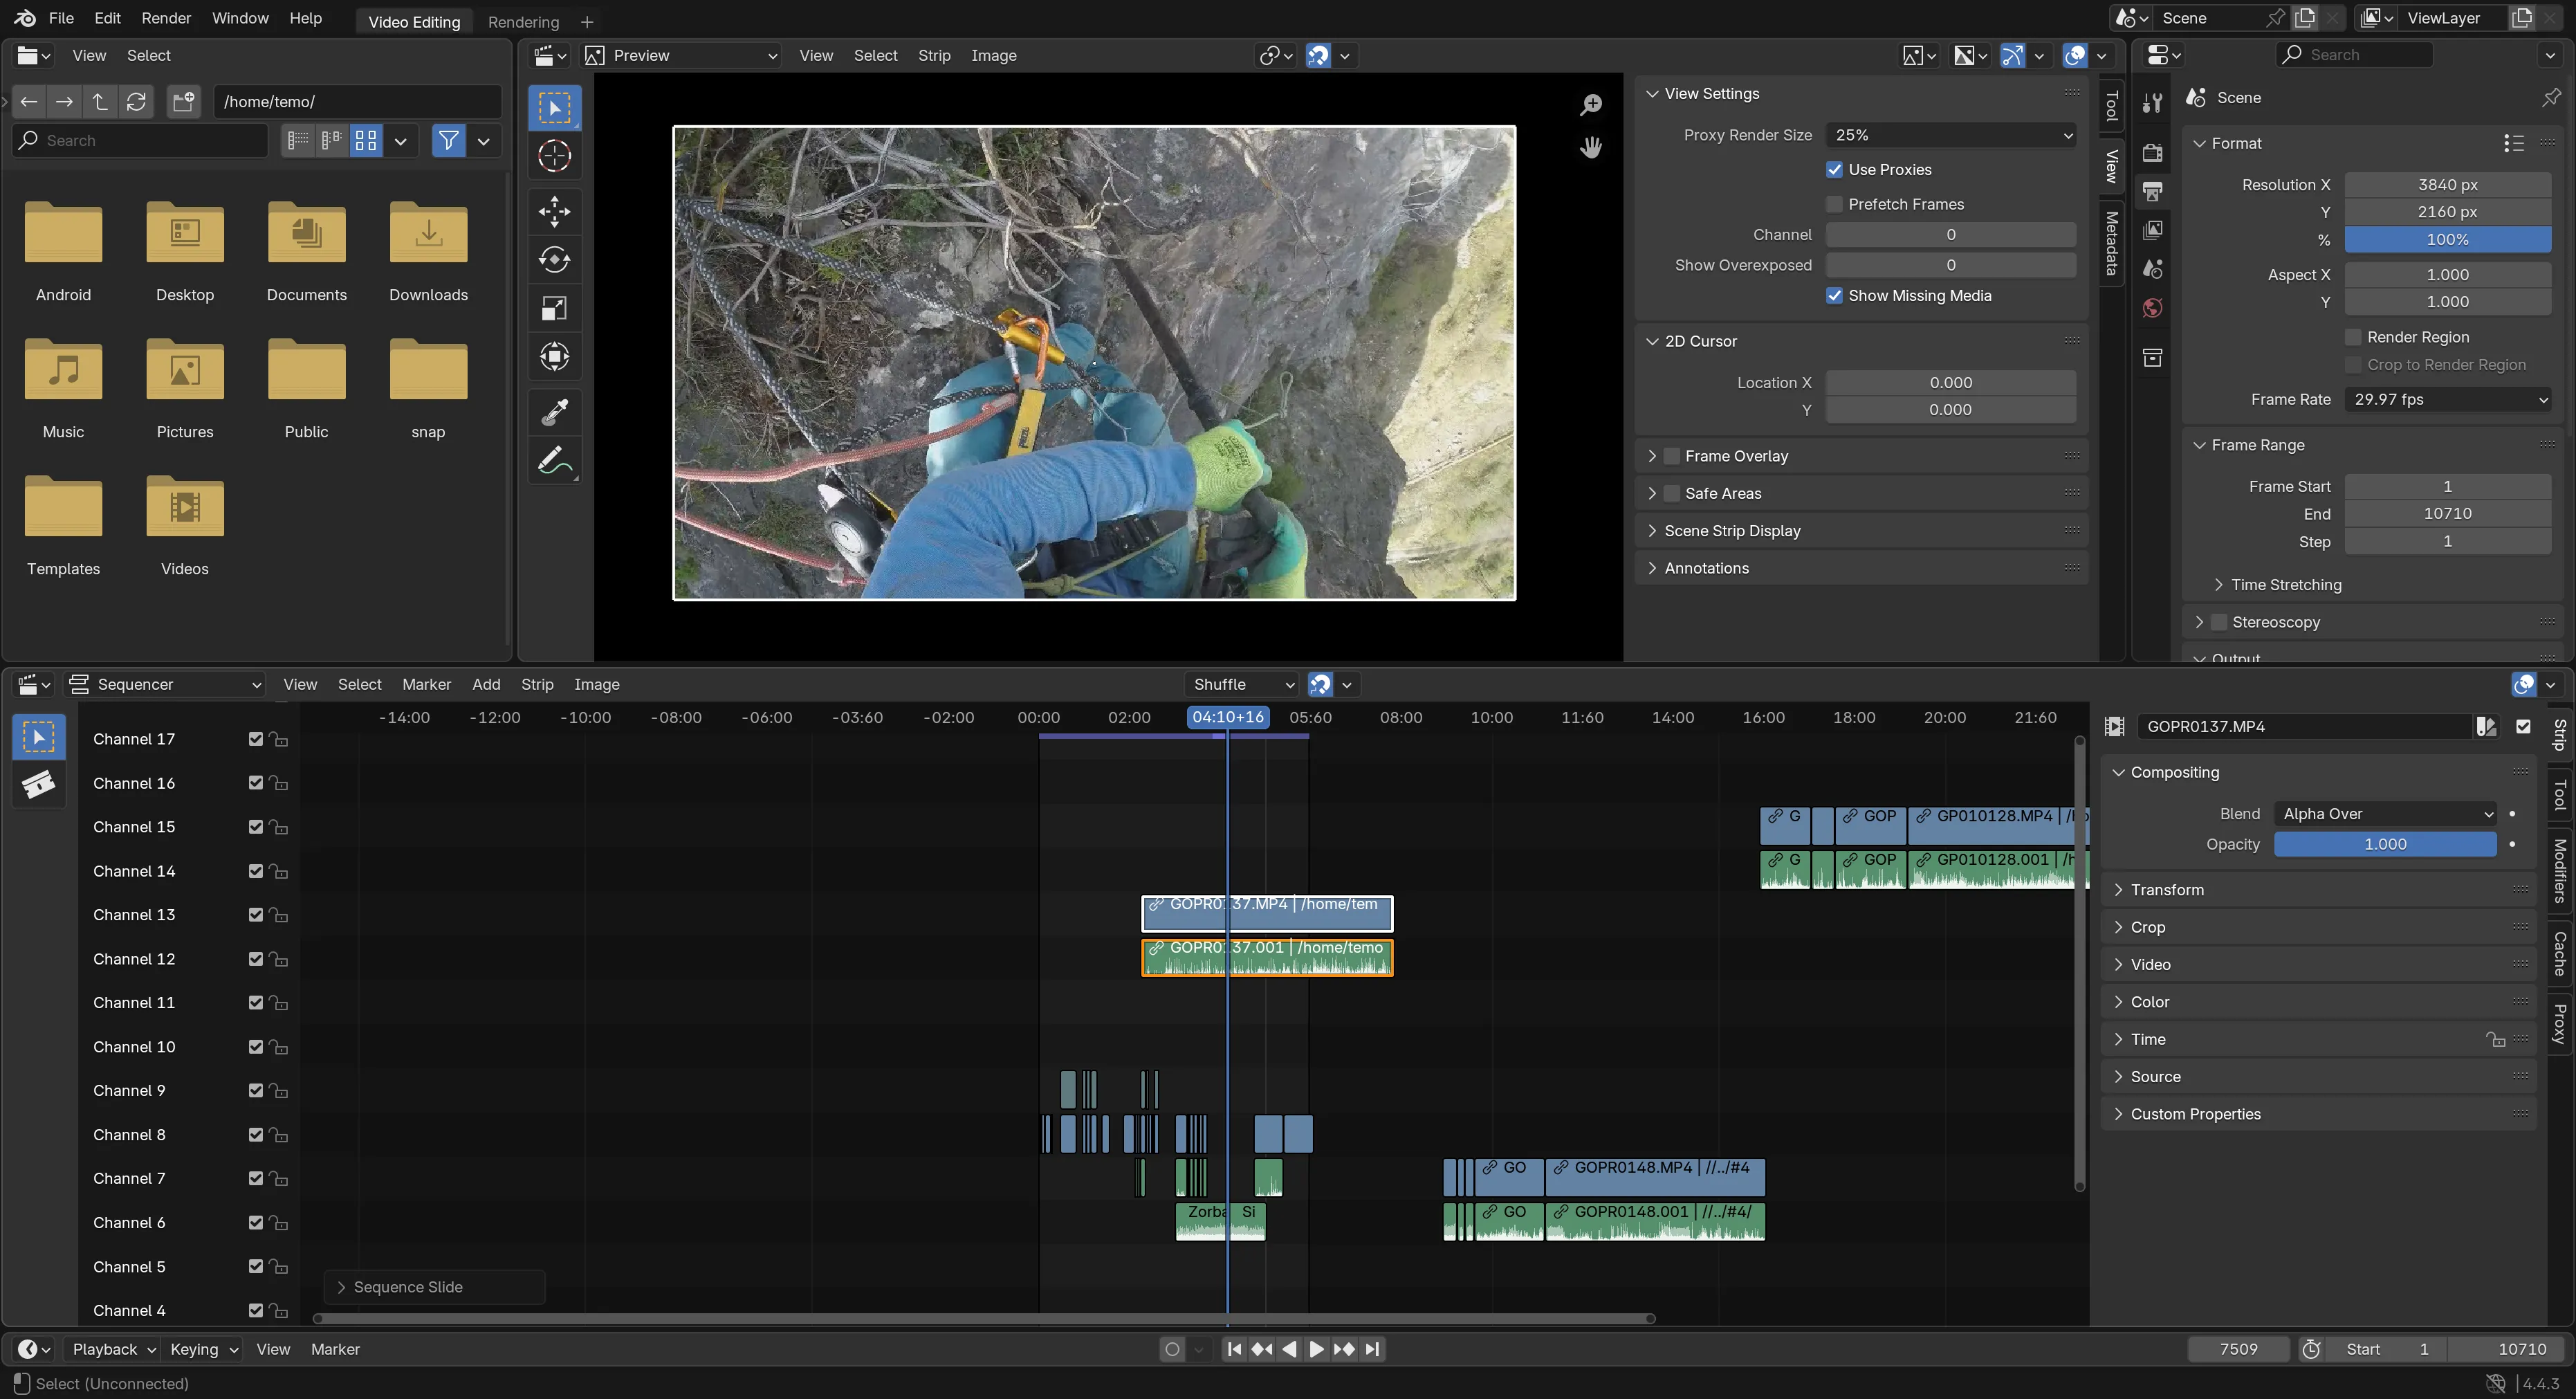 File Edit Render Window Help Video Editing Rendering + Scene ViewLayer
View Select
Preview View Select Strip Image
Search
/home/temo/
Search
Android Desktop Documents Downloads
Music Pictures Public snap
Templates Videos
View Settings
Proxy Render Size 25%
Use Proxies
Prefetch Frames
Channel 0
Show Overexposed 0
Show Missing Media
2D Cursor
Location X 0.000
Y 0.000
Frame Overlay
Safe Areas
Scene Strip Display
Annotations
Tool
View
Metadata
Scene
Format
Resolution X 3840 px
Y 2160 px
% 100%
Aspect X 1.000
Y 1.000
Render Region
Crop to Render Region
Frame Rate 29.97 fps
Frame Range
Frame Start 1
End 10710
Step 1
Time Stretching
Stereoscopy
Output
Sequencer View Select Marker Add Strip Image Shuffle
-14:00 -12:00 -10:00 -08:00 -06:00 -03:60 -02:00 00:00 02:00 04:10+16 05:60 08:00 10:00 11:60 14:00 16:00 18:00 20:00 21:60
Channel 17
Channel 16
Channel 15
G GOP GP010128.MP4 | /ho
Channel 14
G GOP GP010128.001 | /h
Channel 13
GOPR0137.MP4 | /home/tem
Channel 12
GOPR0137.001 | /home/temo
Channel 11
Channel 10
Channel 9
Channel 8
Channel 7
GO GOPR0148.MP4 | //../#4
Channel 6
Zorba Si GO GOPR0148.001 | //../#4/
Channel 5
Sequence Slide
Channel 4
GOPR0137.MP4
Compositing
Blend Alpha Over
Opacity 1.000
Transform
Crop
Video
Color
Time
Source
Custom Properties
Strip
Tool
Modifiers
Cache
Proxy
Playback Keying View Marker 7509 Start 1 10710
Select (Unconnected) 4.4.3